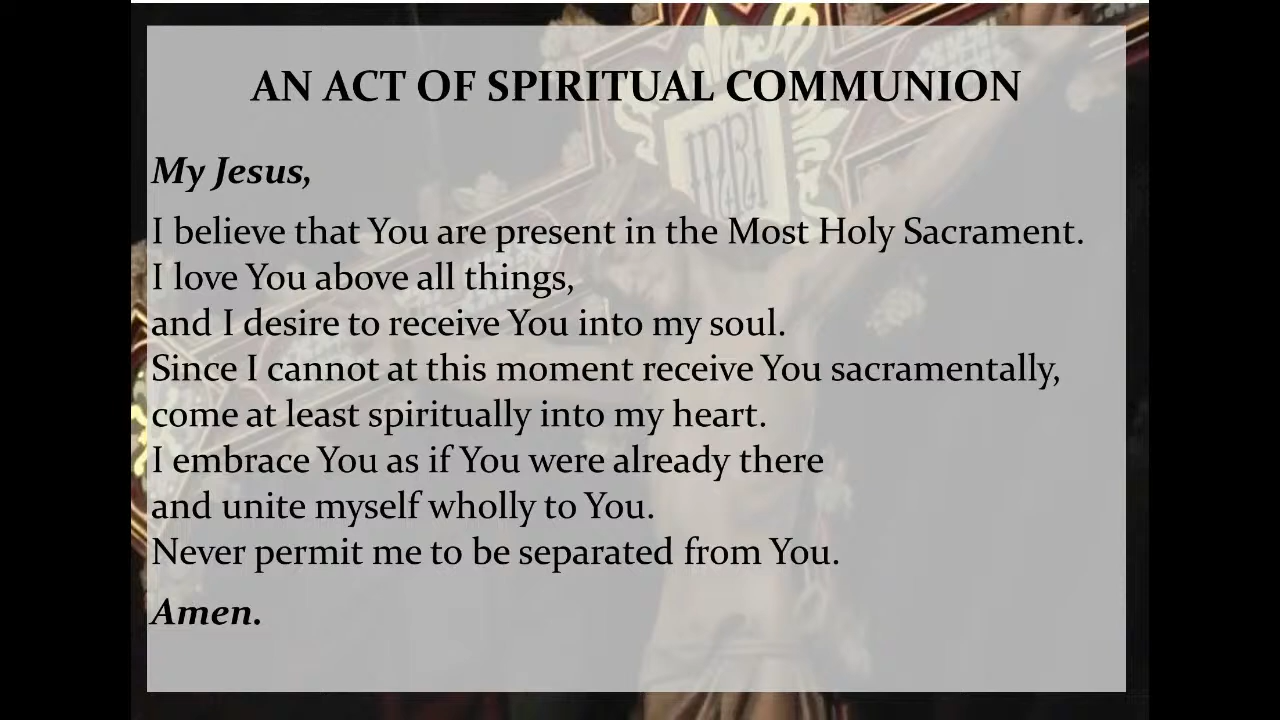 INRI
AN ACT OF SPIRITUAL COMMUNION
My Jesus,
I believe that You are present in the Most Holy Sacrament.
I love You above all things,
and I desire to receive You into my soul.
Since I cannot at this moment receive You sacramentally,
come at least spiritually into my heart.
I embrace You as if You were already there
and unite myself wholly to You.
Never permit me to be separated from You.
Amen.